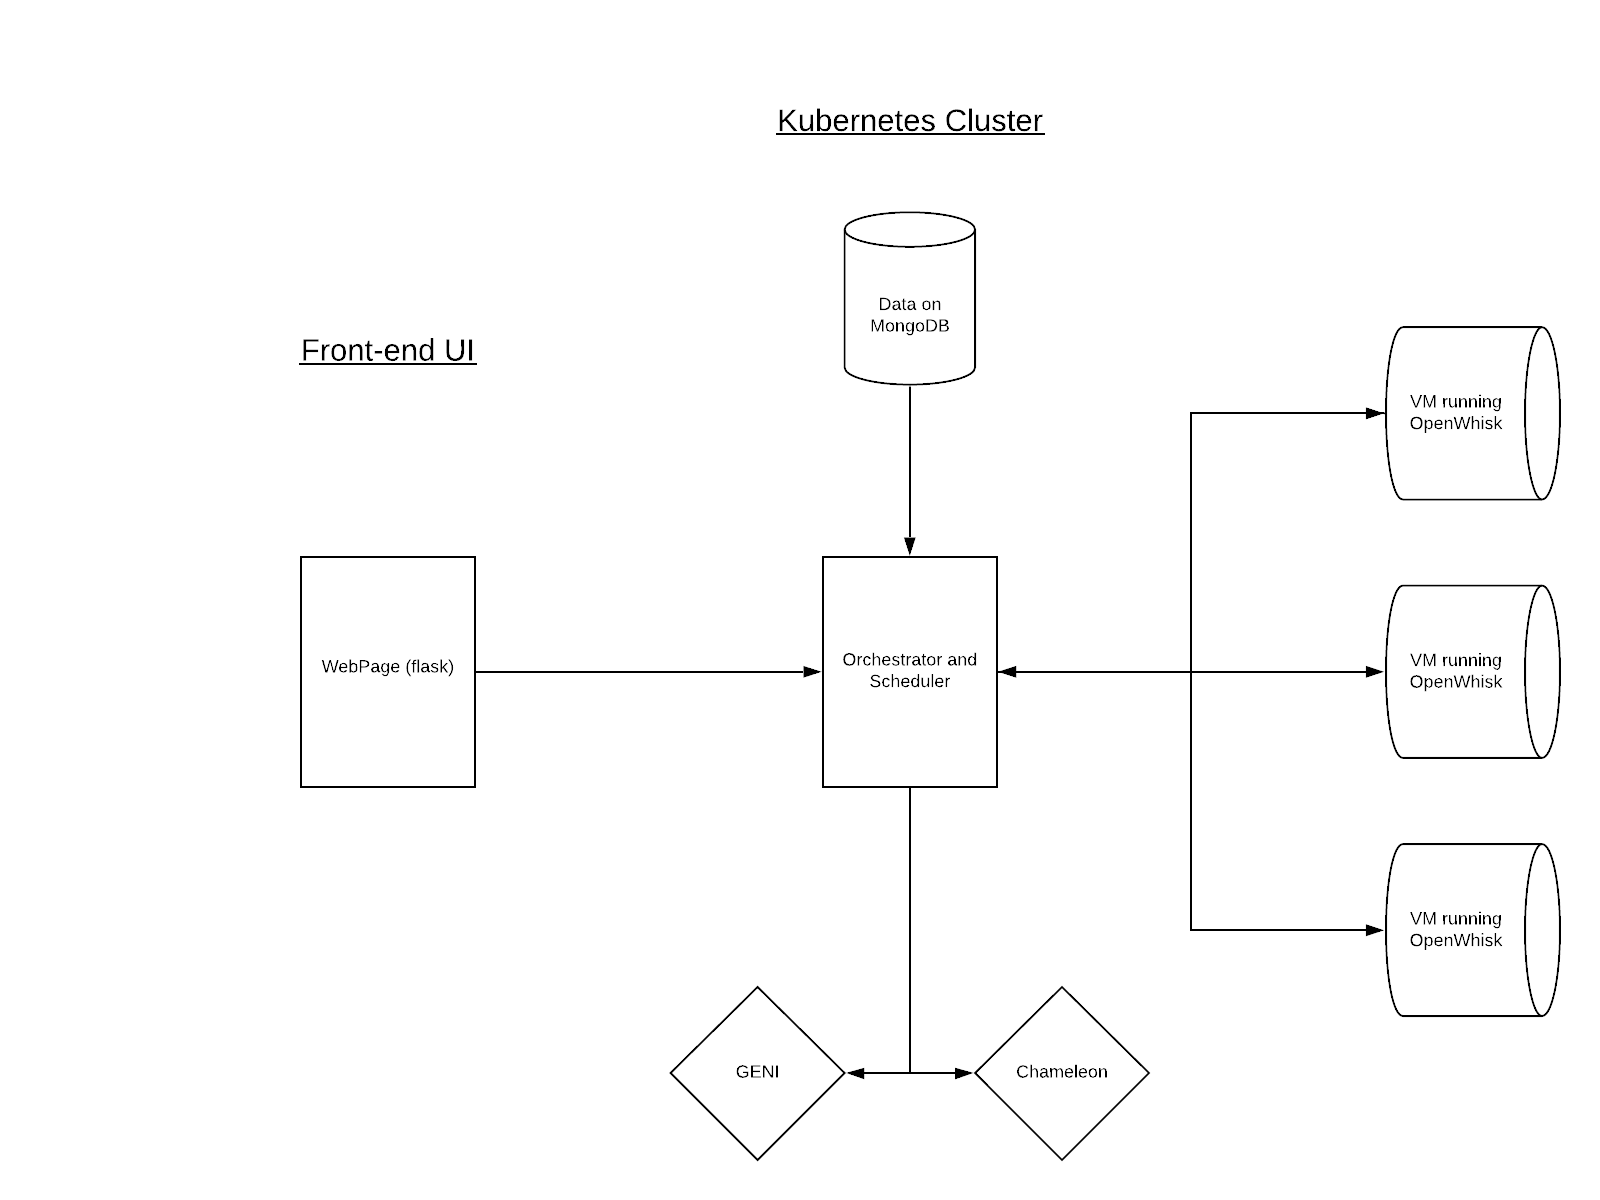 Kubernetes Cluster
Data on
MongoDB
Front-end UI
VM running
OpenWhisk
WebPage (flask)
Orchestrator and
Scheduler
VM running
OpenWhisk
VM running
OpenWhisk
GENI
Chameleon